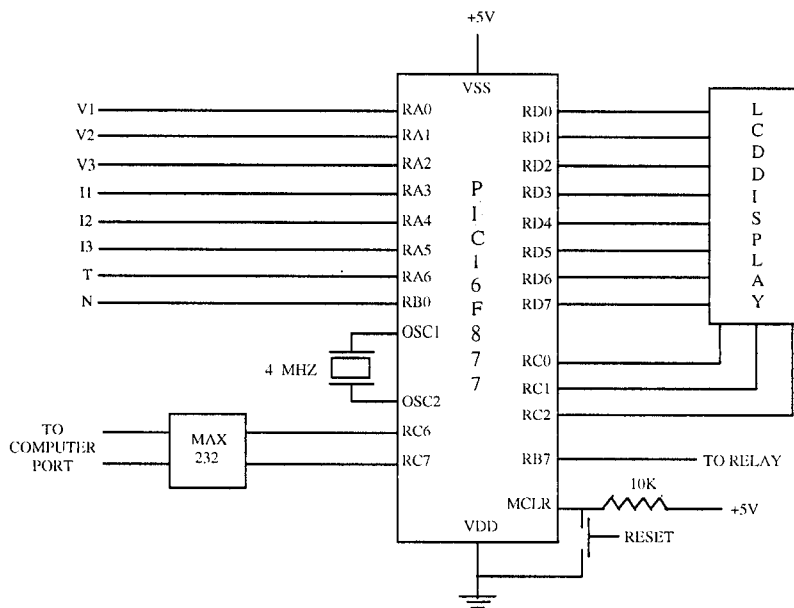 +5V
VSS
V1
RA0
RD0
V2
RA1
RD1
V3
RA2
RD2
I1
RA3
RD3
I2
RA4
RD4
I3
RA5
RD5
T
RA6
RD6
N
RB0
RD7
PIC16F877
LCDDISPLAY
OSC1
4 MHZ
OSC2
RC0
RC1
RC2
TO
COMPUTER
PORT
MAX
232
RC6
RC7
RB7
TO RELAY
MCLR
10K
+5V
RESET
VDD